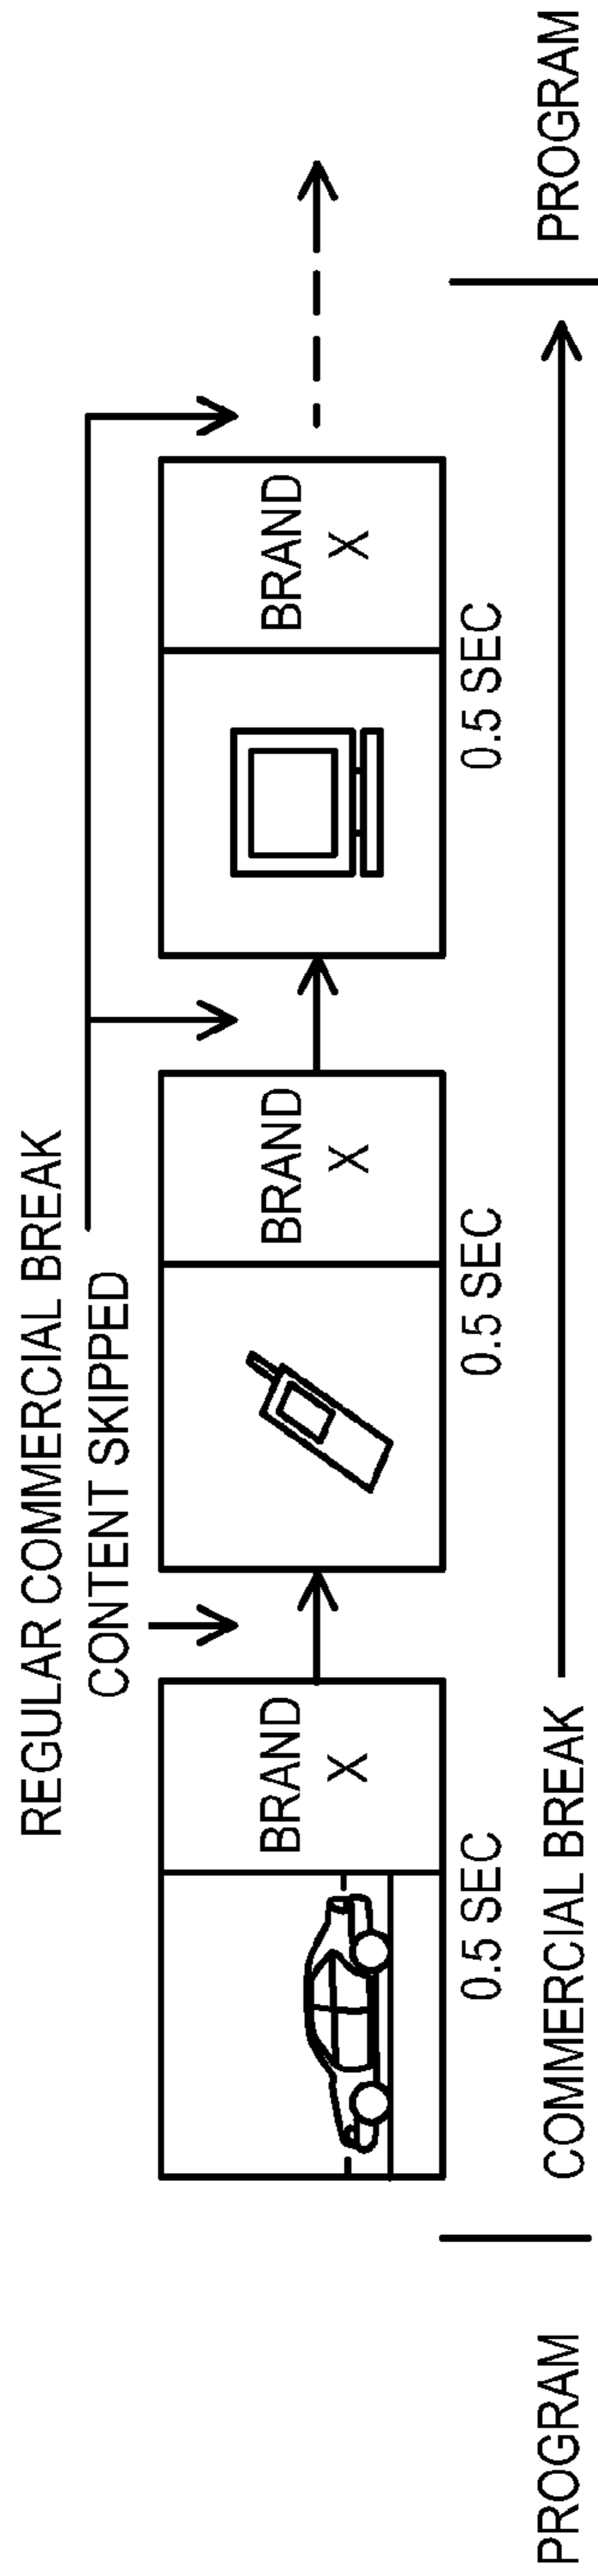 REGULAR COMMERCIAL BREAK
CONTENT SKIPPED
BRAND
X
BRAND
X
BRAND
X
0.5 SEC
0.5 SEC
0.5 SEC
PROGRAM
COMMERCIAL BREAK
PROGRAM